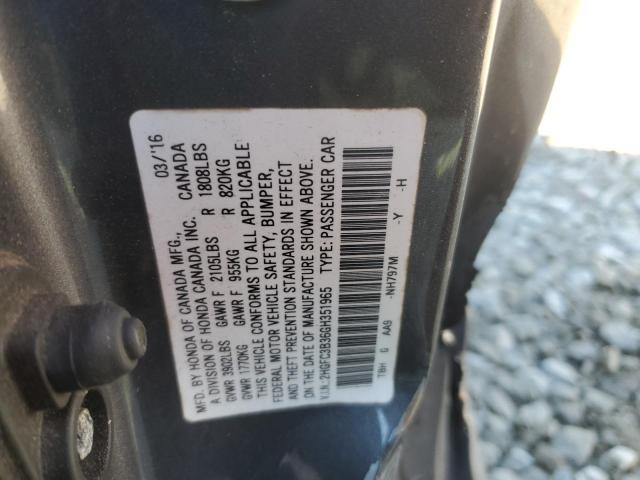 MFD. BY HONDA OF CANADA MFG., 03/'16
A DIVISION OF HONDA CANADA INC. CANADA
GVWR 3902LBS GAWR F 2105LBS R 1808LBS
GVWR 1770KG GAWR F 955KG R 820KG
THIS VEHICLE CONFORMS TO ALL APPLICABLE
FEDERAL MOTOR VEHICLE SAFETY, BUMPER,
AND THEFT PREVENTION STANDARDS IN EFFECT
ON THE DATE OF MANUFACTURE SHOWN ABOVE.
V.I.N.:2HGFC3B36GH351965 TYPE: PASSENGER CAR
TBH G AA9 -NH797M -Y -H